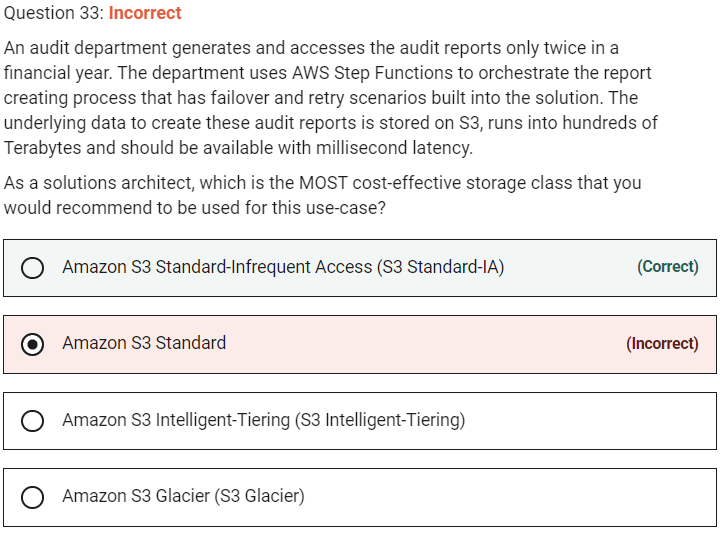 Question 33: Incorrect
An audit department generates and accesses the audit reports only twice in a
financial year. The department uses AWS Step Functions to orchestrate the report
creating process that has failover and retry scenarios built into the solution. The
underlying data to create these audit reports is stored on S3, runs into hundreds of
Terabytes and should be available with millisecond latency.
As a solutions architect, which is the MOST cost-effective storage class that you
would recommend to be used for this use-case?
Amazon S3 Standard-Infrequent Access (S3 Standard-IA) (Correct)
Amazon S3 Standard (Incorrect)
Amazon S3 Intelligent-Tiering (S3 Intelligent-Tiering)
Amazon S3 Glacier (S3 Glacier)